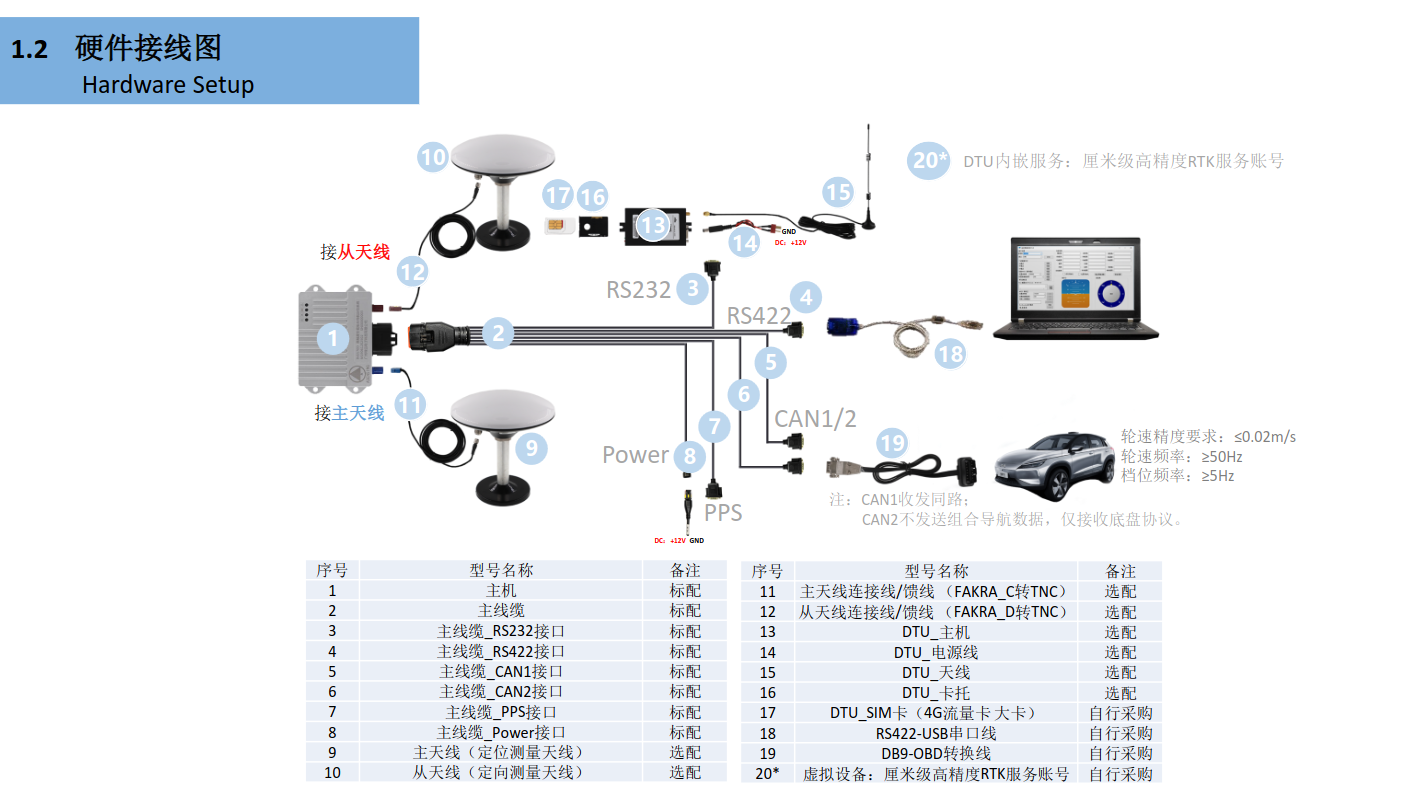 1.2 硬件接线图
Hardware Setup
10
17
16
13
15
20*
DTU内嵌服务：厘米级高精度RTK服务账号
14
GND
DC：+12V
接从天线
12
RS232
3
4
RS422
1
2
18
5
6
接主天线
11
CAN1/2
7
9
Power
8
19
轮速精度要求：≤0.02m/s
轮速频率：≥50Hz
档位频率：≥5Hz
PPS
注：CAN1收发同路；
CAN2不发送组合导航数据，仅接收底盘协议。
DC：+12V GND
序号 型号名称 备注
1 主机 标配
2 主线缆 标配
3 主线缆_RS232接口 标配
4 主线缆_RS422接口 标配
5 主线缆_CAN1接口 标配
6 主线缆_CAN2接口 标配
7 主线缆_PPS接口 标配
8 主线缆_Power接口 标配
9 主天线（定位测量天线） 选配
10 从天线（定向测量天线） 选配
序号 型号名称 备注
11 主天线连接线/馈线 （FAKRA_C转TNC） 选配
12 从天线连接线/馈线 （FAKRA_D转TNC） 选配
13 DTU_主机 选配
14 DTU_电源线 选配
15 DTU_天线 选配
16 DTU_卡托 选配
17 DTU_SIM卡（4G流量卡 大卡） 自行采购
18 RS422-USB串口线 自行采购
19 DB9-OBD转换线 自行采购
20* 虚拟设备：厘米级高精度RTK服务账号 自行采购